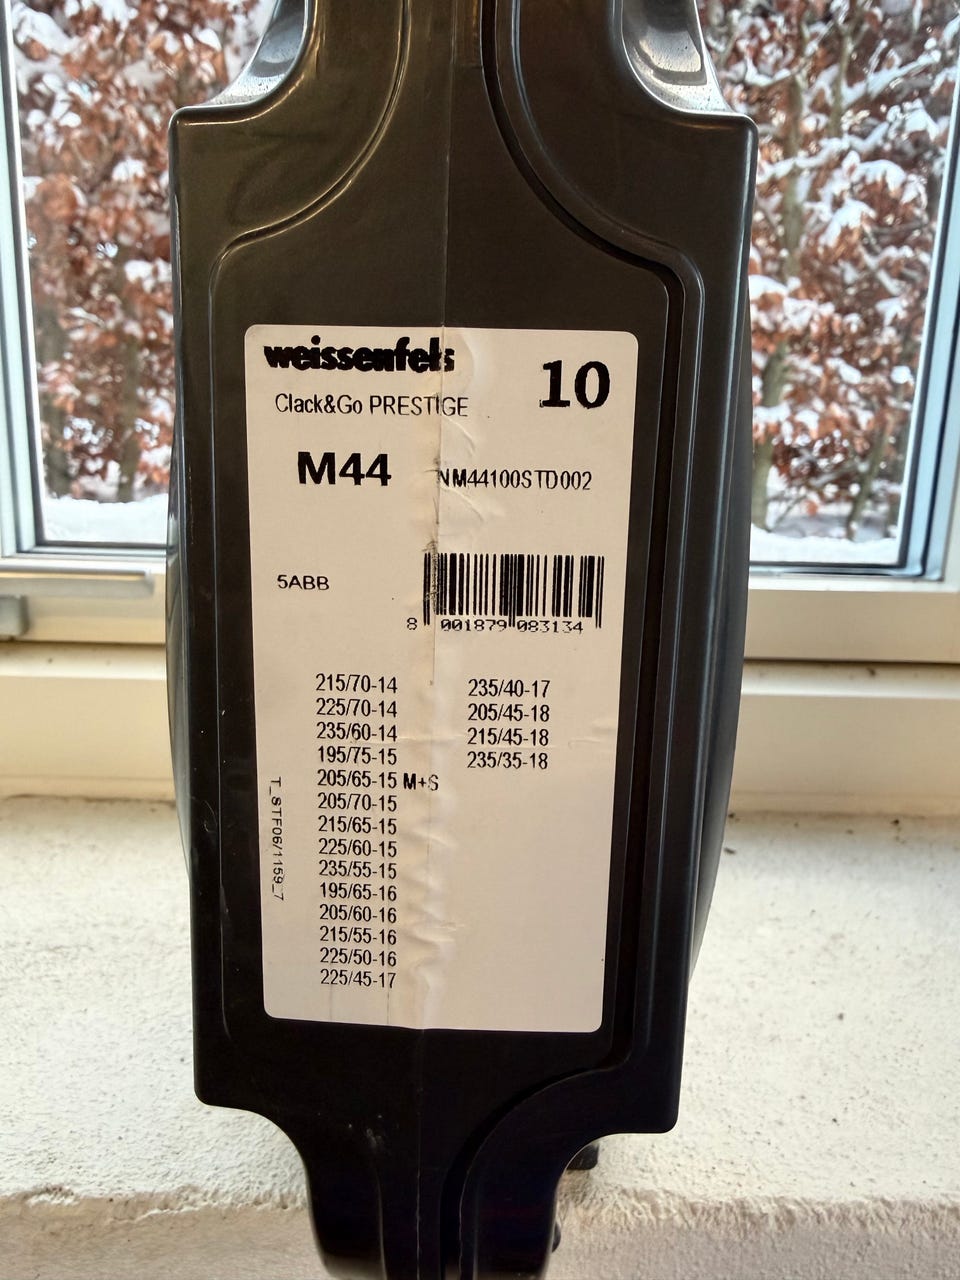 weissenfels
10
Clack&Go PRESTIGE
M44
NM44100STD002
5ABB
8 001879 083134
215/70-14
225/70-14
235/60-14
195/75-15
205/65-15 M+S
205/70-15
215/65-15
225/60-15
235/55-15
195/65-16
205/60-16
215/55-16
225/50-16
225/45-17
235/40-17
205/45-18
215/45-18
235/35-18
T_STF06/1159_7